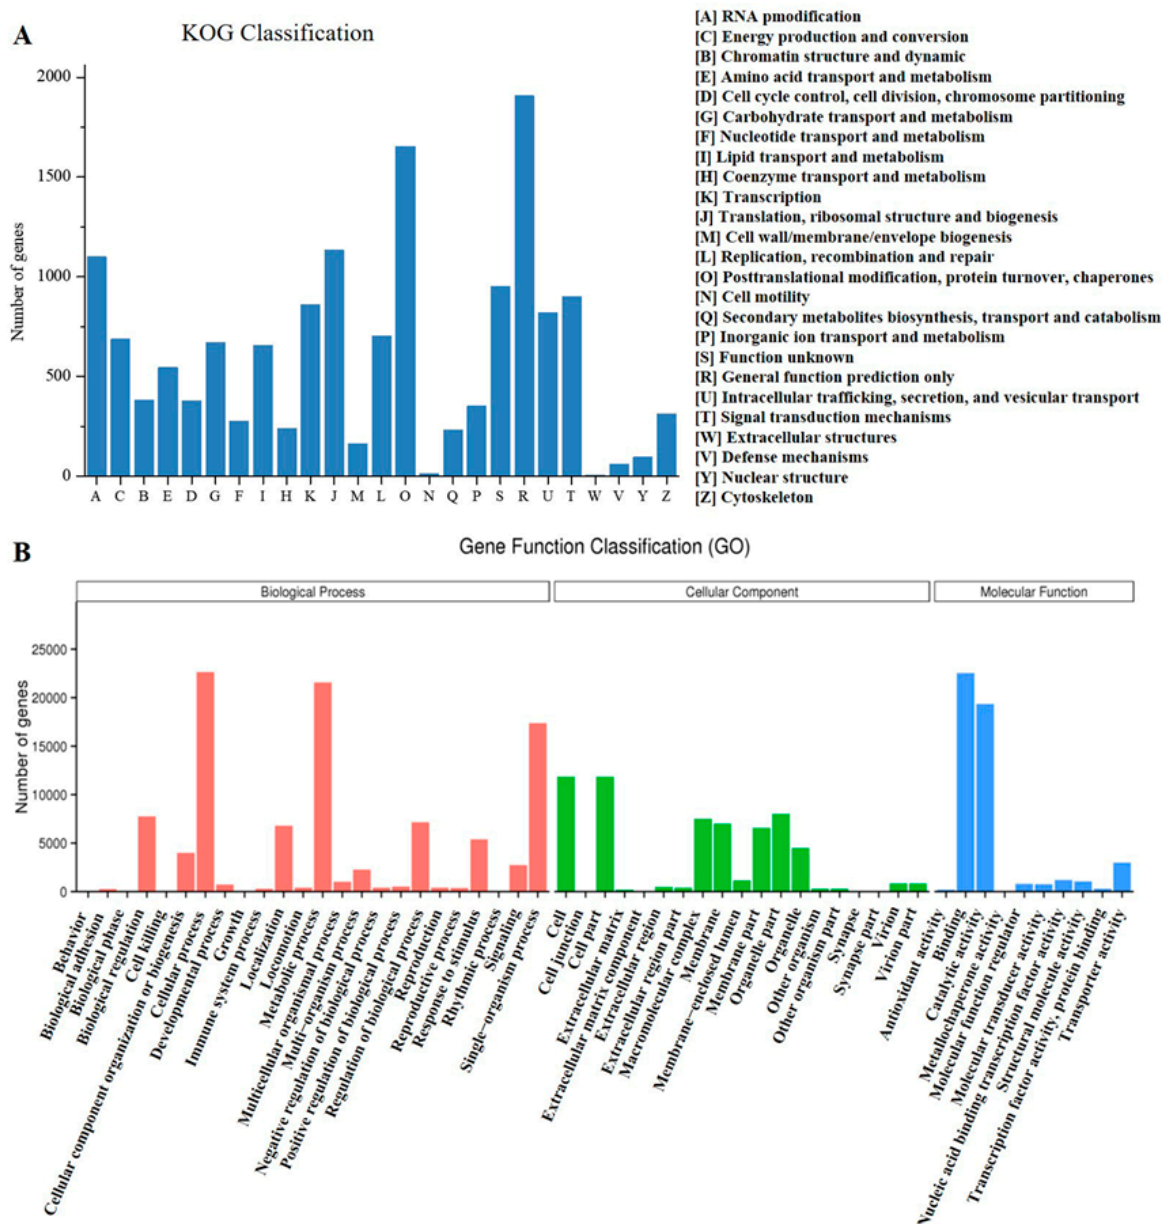 A
KOG Classification
Number of genes
2000
1500
1000
500
0
A C B E D G F I H K J M L O N Q P S R U T W V Y Z
[A] RNA pmodification
[C] Energy production and conversion
[B] Chromatin structure and dynamic
[E] Amino acid transport and metabolism
[D] Cell cycle control, cell division, chromosome partitioning
[G] Carbohydrate transport and metabolism
[F] Nucleotide transport and metabolism
[I] Lipid transport and metabolism
[H] Coenzyme transport and metabolism
[K] Transcription
[J] Translation, ribosomal structure and biogenesis
[M] Cell wall/membrane/envelope biogenesis
[L] Replication, recombination and repair
[O] Posttranslational modification, protein turnover, chaperones
[N] Cell motility
[Q] Secondary metabolites biosynthesis, transport and catabolism
[P] Inorganic ion transport and metabolism
[S] Function unknown
[R] General function prediction only
[U] Intracellular trafficking, secretion, and vesicular transport
[T] Signal transduction mechanisms
[W] Extracellular structures
[V] Defense mechanisms
[Y] Nuclear structure
[Z] Cytoskeleton
B
Gene Function Classification (GO)
Biological Process
Cellular Component
Molecular Function
Number of genes
25000
20000
15000
10000
5000
0
Behavior
Biological adhesion
Biological phase
Biological regulation
Cell killing
Cellular component organization or biogenesis
Cellular process
Developmental process
Growth
Immune system process
Localization
Locomotion
Metabolic process
Multicellular organismal process
Multi-organism process
Negative regulation of biological process
Positive regulation of biological process
Regulation of biological process
Reproduction
Reproductive process
Response to stimulus
Rhythmic process
Signaling
Single-organism process
Cell
Cell junction
Cell part
Extracellular matrix
Extracellular matrix component
Extracellular region
Extracellular region part
Macromolecular complex
Membrane
Membrane-enclosed lumen
Membrane part
Organelle part
Organelle
Other organism
Other organism part
Synapse
Synapse part
Virion
Virion part
Antioxidant activity
Binding
Catalytic activity
Metallochaperone activity
Molecular function regulator
Molecular transducer activity
Nucleic acid binding transcription factor activity
Structural molecule activity
Transcription factor activity, protein binding
Transporter activity